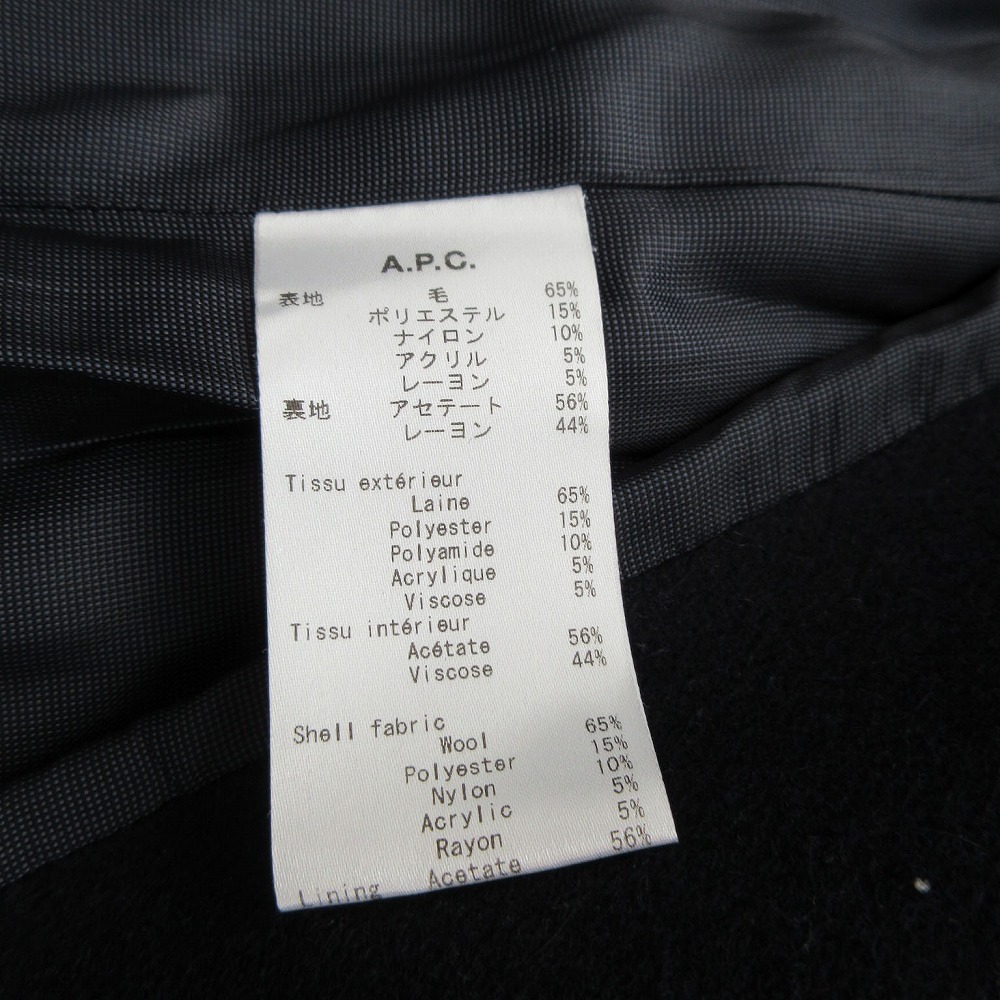 A.P.C.
表地 毛 65%
ポリエステル 15%
ナイロン 10%
アクリル 5%
レーヨン 5%
裏地 アセテート 56%
レーヨン 44%
Tissu extérieur
Laine 65%
Polyester 15%
Polyamide 10%
Acrylique 5%
Viscose 5%
Tissu intérieur
Acétate 56%
Viscose 44%
Shell fabric
Wool 65%
Polyester 15%
Nylon 10%
Acrylic 5%
Rayon 5%
Lining Acetate 56%